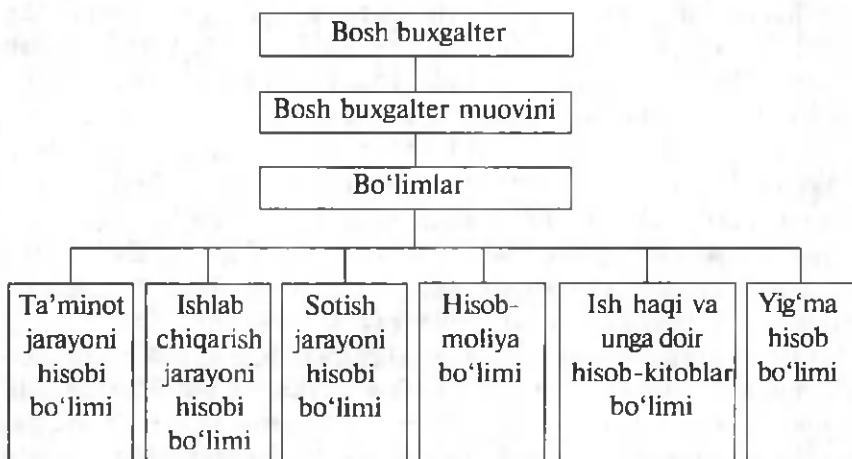 Bosh buxgalter
Bosh buxgalter muovini
Bo‘limlar
Ta’minot
jarayoni
hisobi
bo‘limi
Ishlab
chiqarish
jarayoni
hisobi
bo‘limi
Sotish
jarayoni
hisobi
bo‘limi
Hisob-
moliya
bo‘limi
Ish haqi va
unga doir
hisob-kitoblar
bo‘limi
Yig‘ma
hisob
bo‘limi